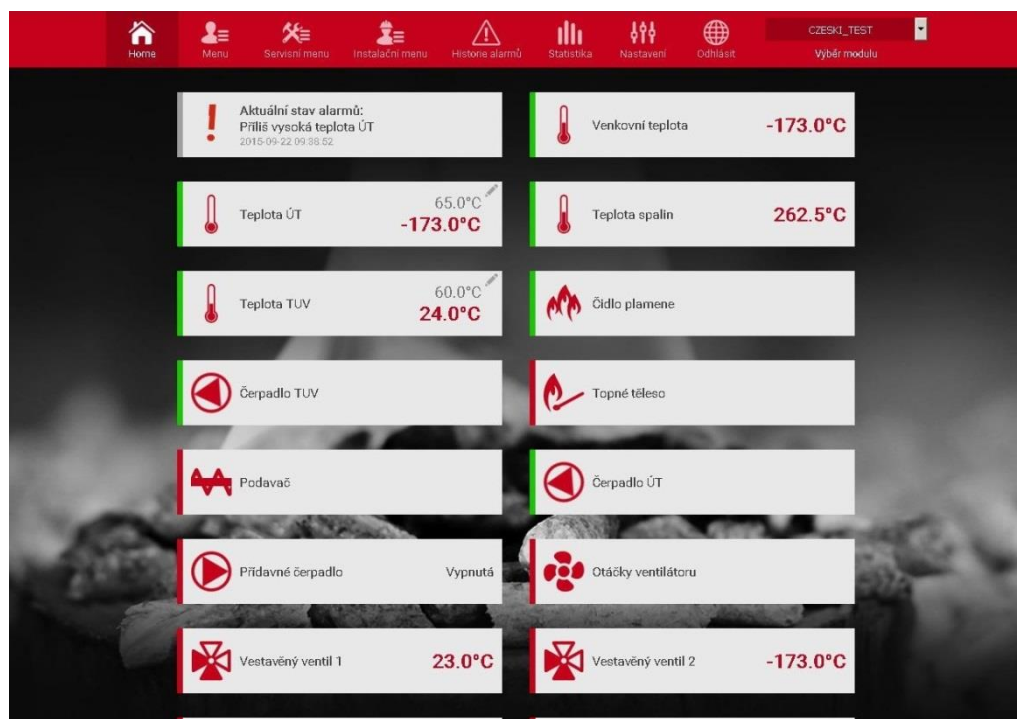 Home
Menu
Servisní menu
Instalační menu
Historie alarmů
Statistika
Nastavení
Odhlásit
CZESKI_TEST
Výběr modulu
Aktuální stav alarmů:
Příliš vysoká teplota ÚT
2015-09-22 09:38:52
Venkovní teplota
-173.0°C
Teplota ÚT
65.0°C
-173.0°C
Teplota spalin
262.5°C
Teplota TUV
60.0°C
24.0°C
Čidlo plamene
Čerpadlo TUV
Topné těleso
Podavač
Čerpadlo ÚT
Přídavné čerpadlo
Vypnutá
Otáčky ventilátoru
Vestavěný ventil 1
23.0°C
Vestavěný ventil 2
-173.0°C